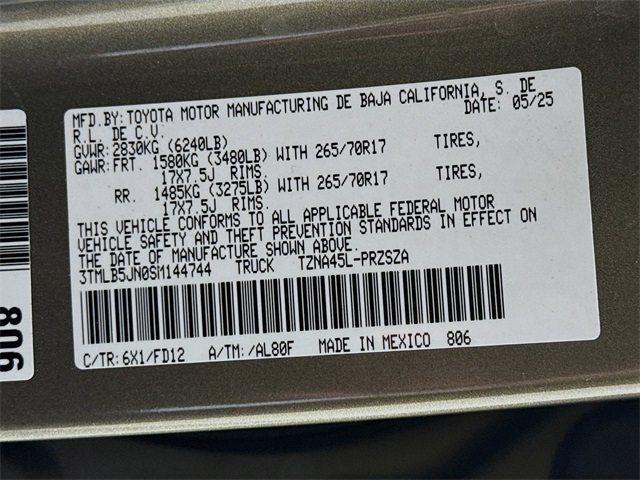 MFD.BY:TOYOTA MOTOR MANUFACTURING DE BAJA CALIFORNIA, S. DE
R.L. DE C.V. DATE: 05/25
GVWR: 2830KG (6240LB)
GAWR:FRT. 1580KG (3480LB) WITH 265/70R17 TIRES,
17X7.5J RIMS.
RR. 1485KG (3275LB) WITH 265/70R17 TIRES,
17X7.5J RIMS.
THIS VEHICLE CONFORMS TO ALL APPLICABLE FEDERAL MOTOR
VEHICLE SAFETY AND THEFT PREVENTION STANDARDS IN EFFECT ON
THE DATE OF MANUFACTURE SHOWN ABOVE.
3TMLB5JN0SM144744 TRUCK TZNA45L-PRZSZA
C/TR:6X1/FD12 A/TM:/AL80F MADE IN MEXICO 806
806